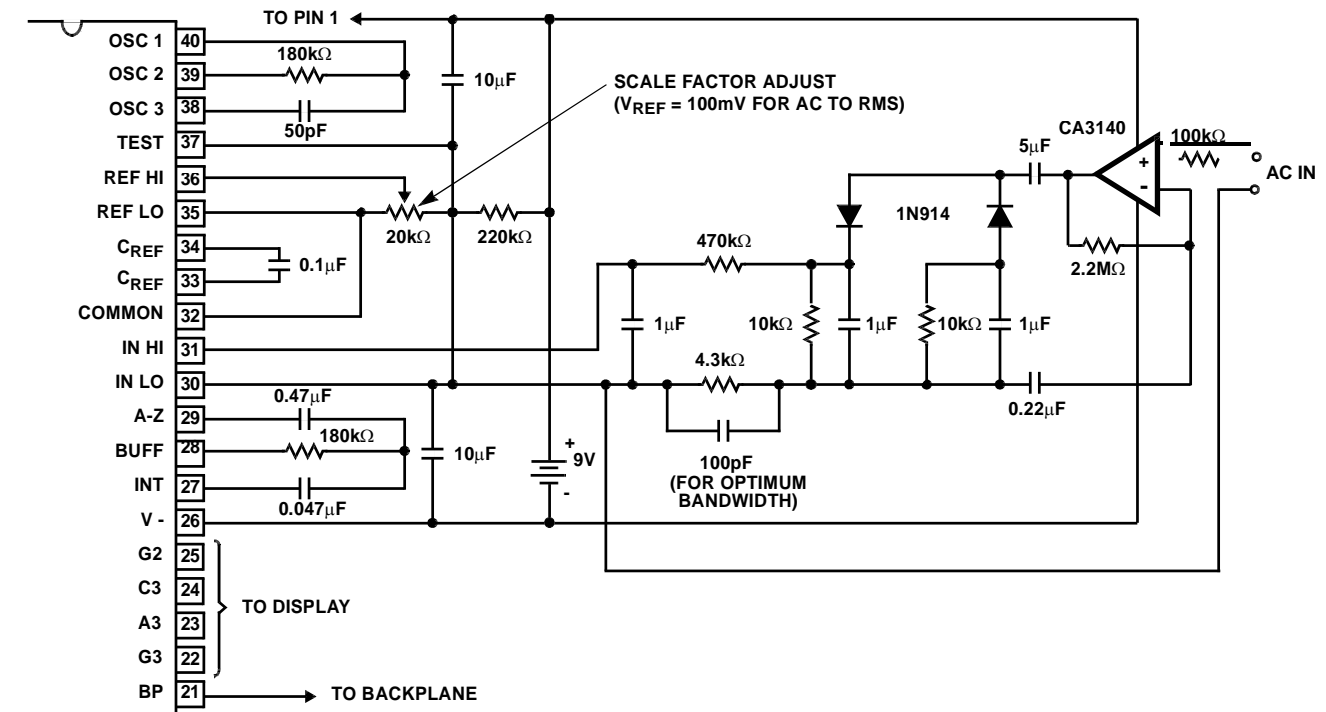 TO PIN 1
OSC 1 40
180kΩ
OSC 2 39
10µF
SCALE FACTOR ADJUST
(VREF = 100mV FOR AC TO RMS)
OSC 3 38
50pF
TEST 37
CA3140
100kΩ
5µF
+
-
AC IN
REF HI 36
REF LO 35
20kΩ
220kΩ
1N914
CREF 34
0.1µF
CREF 33
470kΩ
2.2MΩ
COMMON 32
1µF
10kΩ
1µF
10kΩ
1µF
IN HI 31
4.3kΩ
IN LO 30
0.47µF
0.22µF
A-Z 29
180kΩ
BUFF 28
10µF
+
9V
-
100pF
(FOR OPTIMUM
BANDWIDTH)
INT 27
0.047µF
V - 26
G2 25
C3 24
TO DISPLAY
A3 23
G3 22
BP 21
TO BACKPLANE